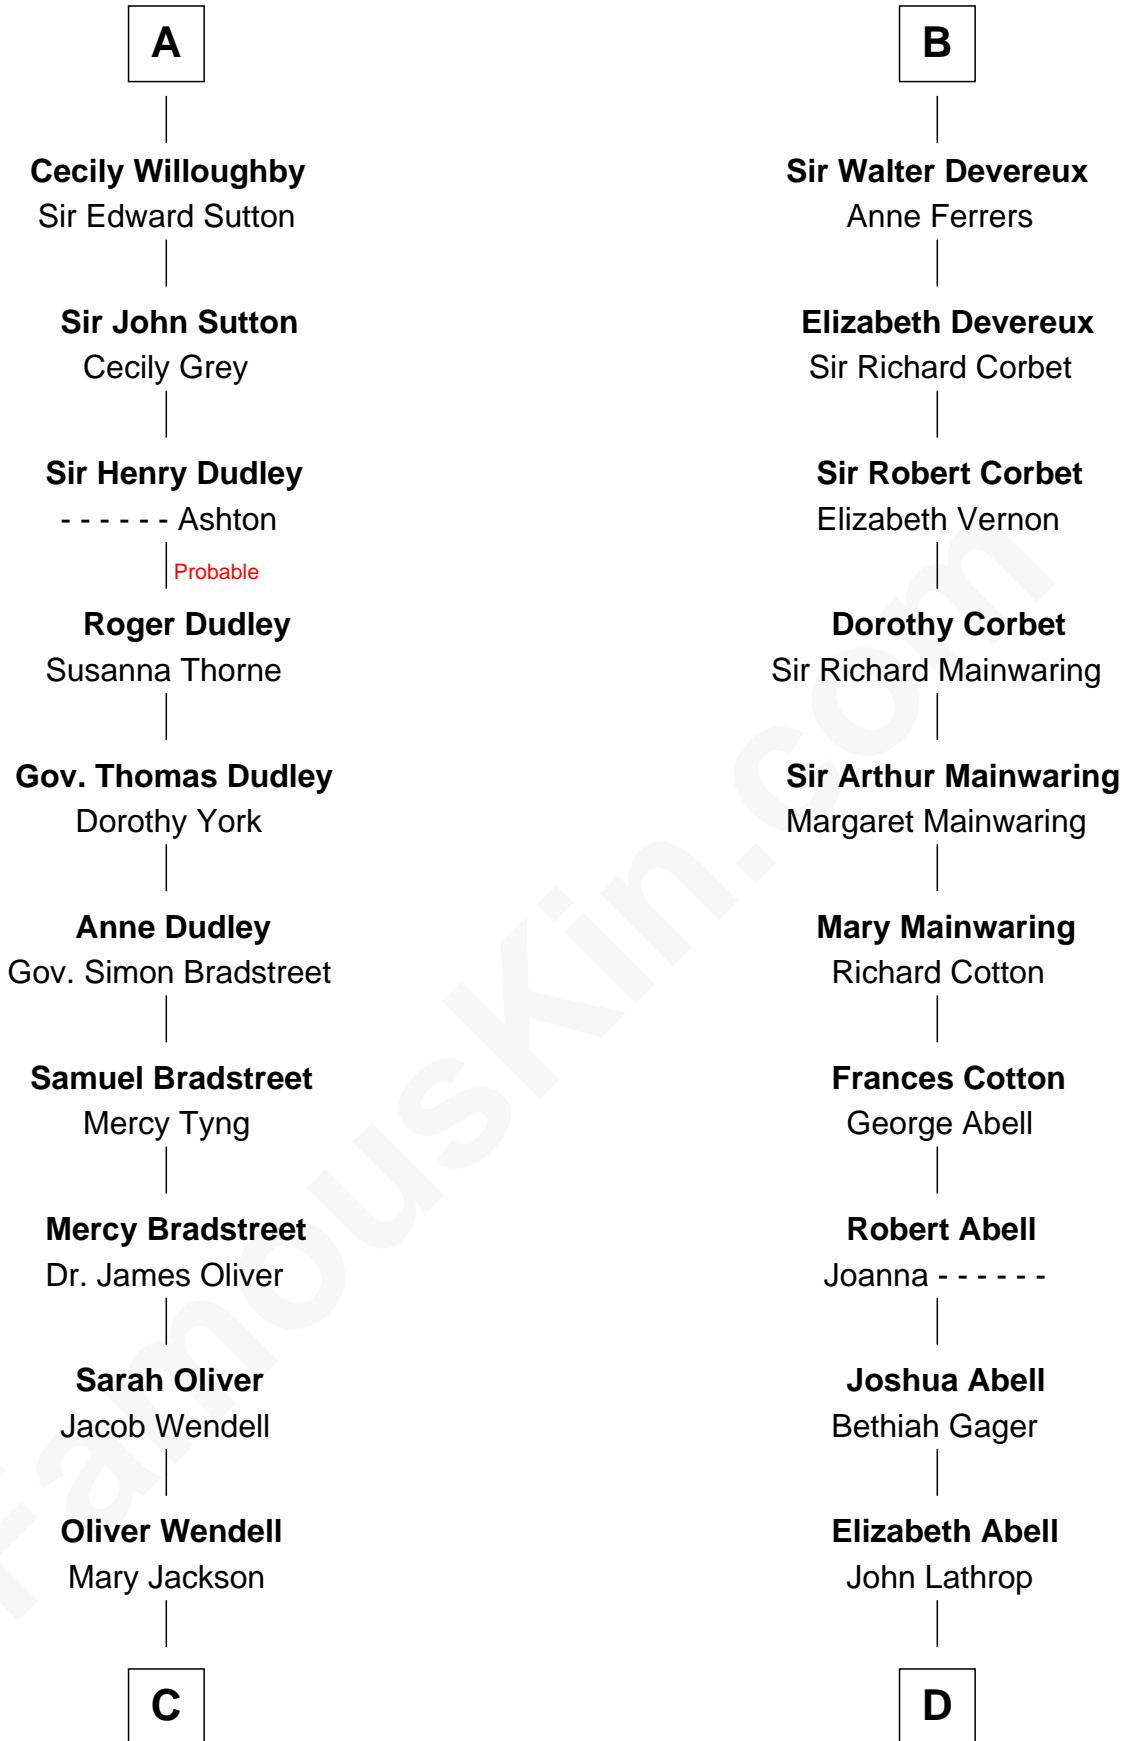 A
Cecily Willoughby
Sir Edward Sutton
Sir John Sutton
Cecily Grey
Sir Henry Dudley
- - - - - - Ashton
Probable
Roger Dudley
Susanna Thorne
Gov. Thomas Dudley
Dorothy York
Anne Dudley
Gov. Simon Bradstreet
Samuel Bradstreet
Mercy Tyng
Mercy Bradstreet
Dr. James Oliver
Sarah Oliver
Jacob Wendell
Oliver Wendell
Mary Jackson
C
B
Sir Walter Devereux
Anne Ferrers
Elizabeth Devereux
Sir Richard Corbet
Sir Robert Corbet
Elizabeth Vernon
Dorothy Corbet
Sir Richard Mainwaring
Sir Arthur Mainwaring
Margaret Mainwaring
Mary Mainwaring
Richard Cotton
Frances Cotton
George Abell
Robert Abell
Joanna - - - - - -
Joshua Abell
Bethiah Gager
Elizabeth Abell
John Lathrop
D
FamousKin.com